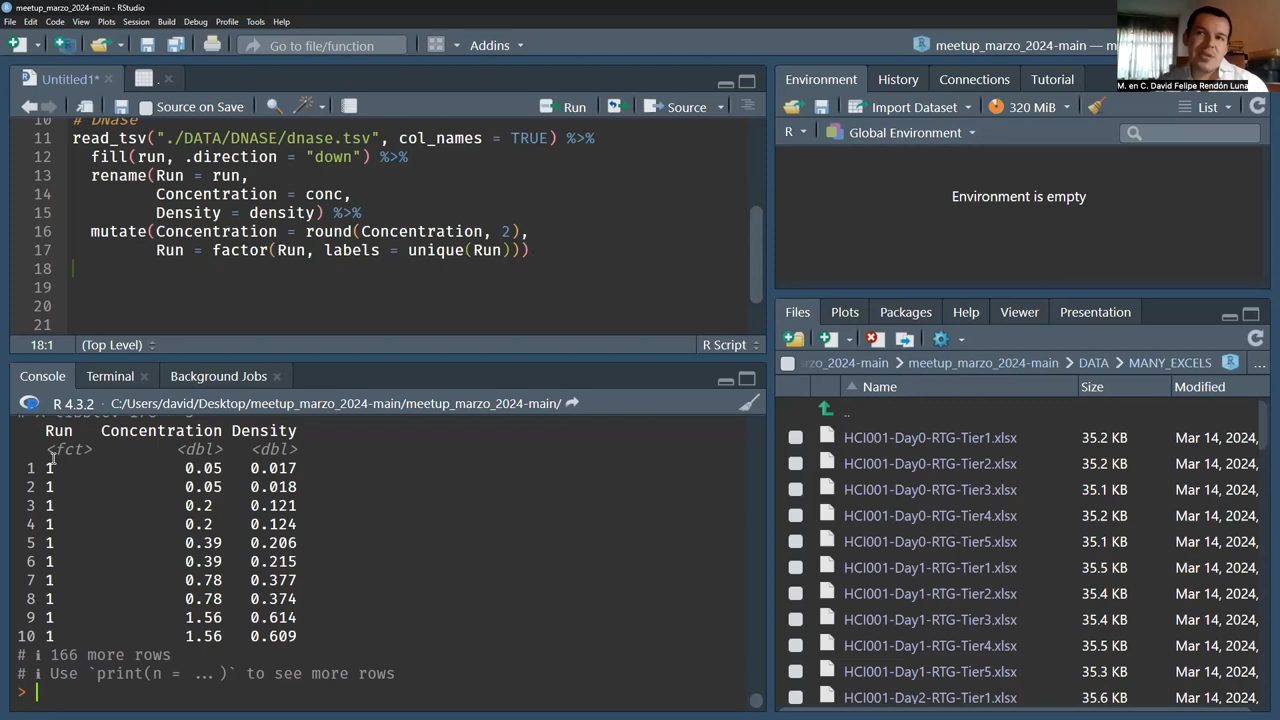 meetup_marzo_2024-main - RStudio
File Edit Code View Plots Session Build Debug Profile Tools Help
Go to file/function
Addins
meetup_marzo_2024-main —
M. en C. David Felipe Rendón Luna
Untitled1*
.
Source on Save
Run
Source
10 # DNase
11 read_tsv("./DATA/DNASE/dnase.tsv", col_names = TRUE) %>%
12 fill(run, .direction = "down") %>%
13 rename(Run = run,
14 Concentration = conc,
15 Density = density) %>%
16 mutate(Concentration = round(Concentration, 2),
17 Run = factor(Run, labels = unique(Run)))
18
19
20
21
18:1 (Top Level) R Script
Console Terminal Background Jobs
R 4.3.2 · C:/Users/david/Desktop/meetup_marzo_2024-main/meetup_marzo_2024-main/
Run Concentration Density
<fct> <dbl> <dbl>
1 1 0.05 0.017
2 1 0.05 0.018
3 1 0.2 0.121
4 1 0.2 0.124
5 1 0.39 0.206
6 1 0.39 0.215
7 1 0.78 0.377
8 1 0.78 0.374
9 1 1.56 0.614
10 1 1.56 0.609
# ℹ 166 more rows
# ℹ Use `print(n = ...)` to see more rows
>
Environment History Connections Tutorial
Import Dataset 320 MiB List
R Global Environment
Environment is empty
Files Plots Packages Help Viewer Presentation
rzo_2024-main > meetup_marzo_2024-main > DATA > MANY_EXCELS ...
Name Size Modified
..
HCI001-Day0-RTG-Tier1.xlsx 35.2 KB Mar 14, 2024,
HCI001-Day0-RTG-Tier2.xlsx 35.2 KB Mar 14, 2024,
HCI001-Day0-RTG-Tier3.xlsx 35.1 KB Mar 14, 2024,
HCI001-Day0-RTG-Tier4.xlsx 35.2 KB Mar 14, 2024,
HCI001-Day0-RTG-Tier5.xlsx 35.1 KB Mar 14, 2024,
HCI001-Day1-RTG-Tier1.xlsx 35.5 KB Mar 14, 2024,
HCI001-Day1-RTG-Tier2.xlsx 35.4 KB Mar 14, 2024,
HCI001-Day1-RTG-Tier3.xlsx 35.4 KB Mar 14, 2024,
HCI001-Day1-RTG-Tier4.xlsx 35.5 KB Mar 14, 2024,
HCI001-Day1-RTG-Tier5.xlsx 35.3 KB Mar 14, 2024,
HCI001-Day2-RTG-Tier1.xlsx 35.6 KB Mar 14, 2024,